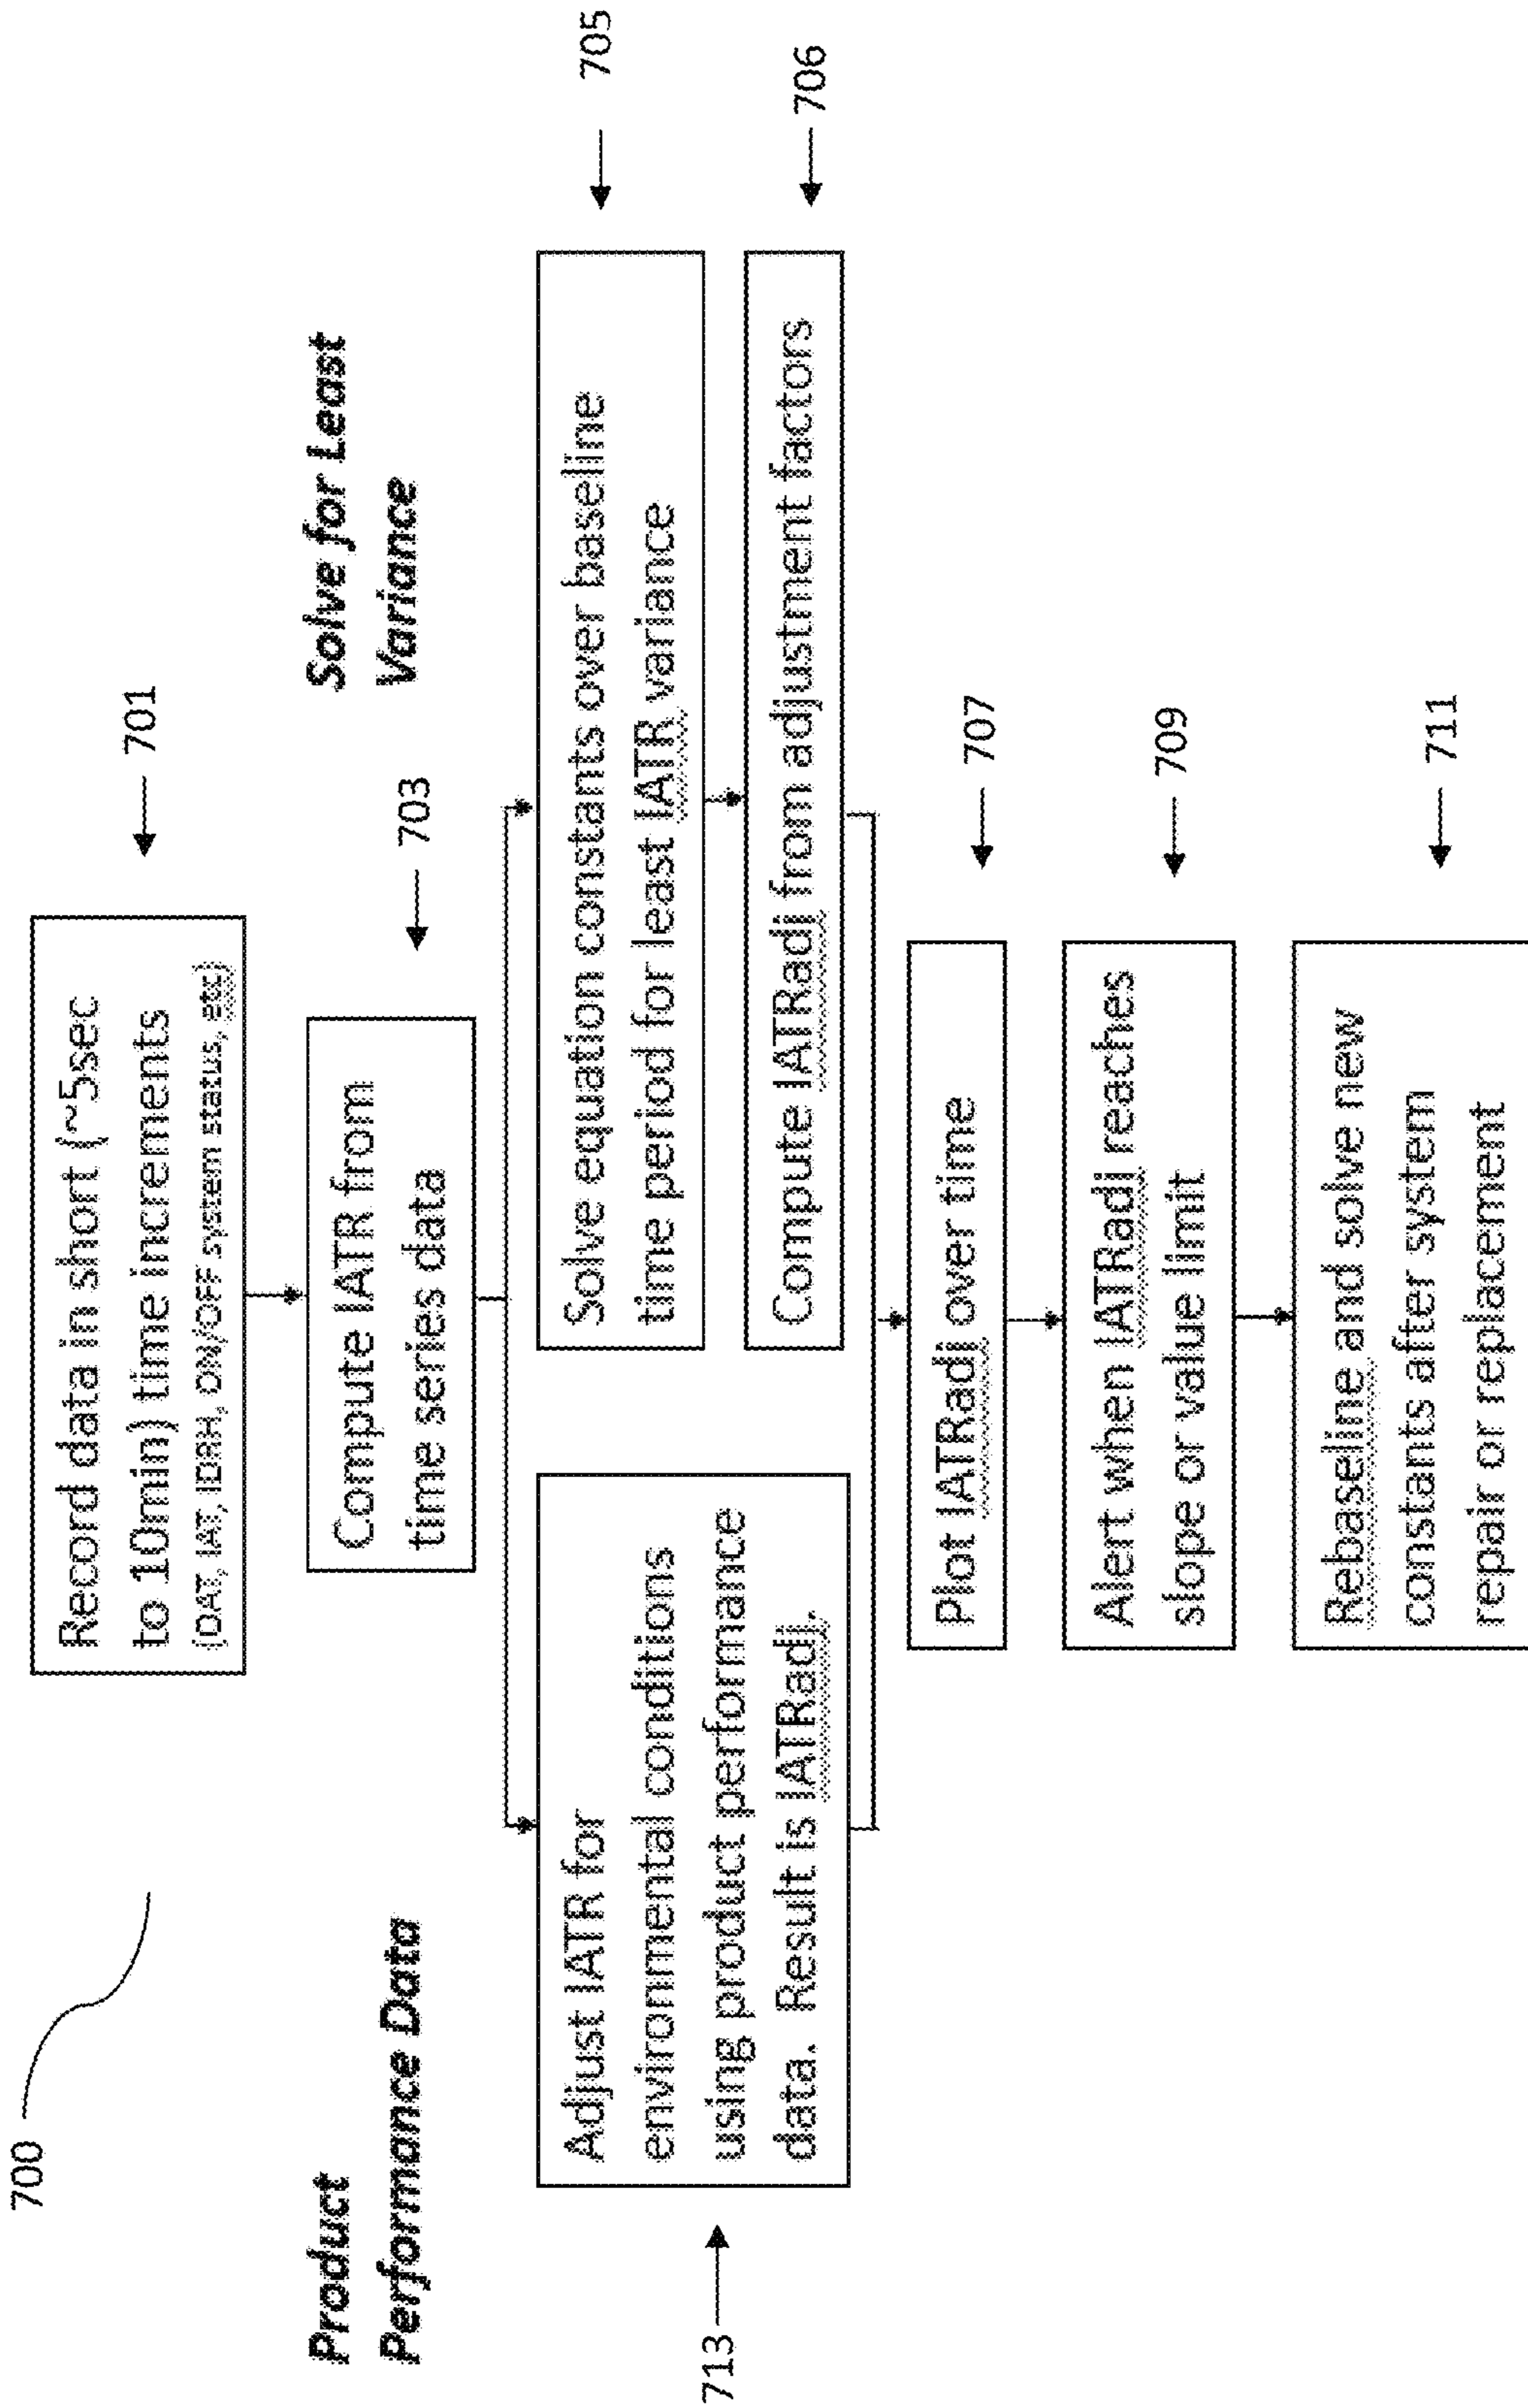 700
Record data in short (~5sec
to 10min) time increments
(OAT, IAT, IDRH, ON/OFF system status, etc)
701
Compute IATR from
time series data
703
Product
Performance Data
Solve for Least
Variance
Adjust IATR for
environmental conditions
using product performance
data. Result is IATRadj.
713
Solve equation constants over baseline
time period for least IATR variance
705
Compute IATRadj from adjustment factors
706
Plot IATRadj over time
707
Alert when IATRadj reaches
slope or value limit
709
Rebaseline and solve new
constants after system
repair or replacement
711